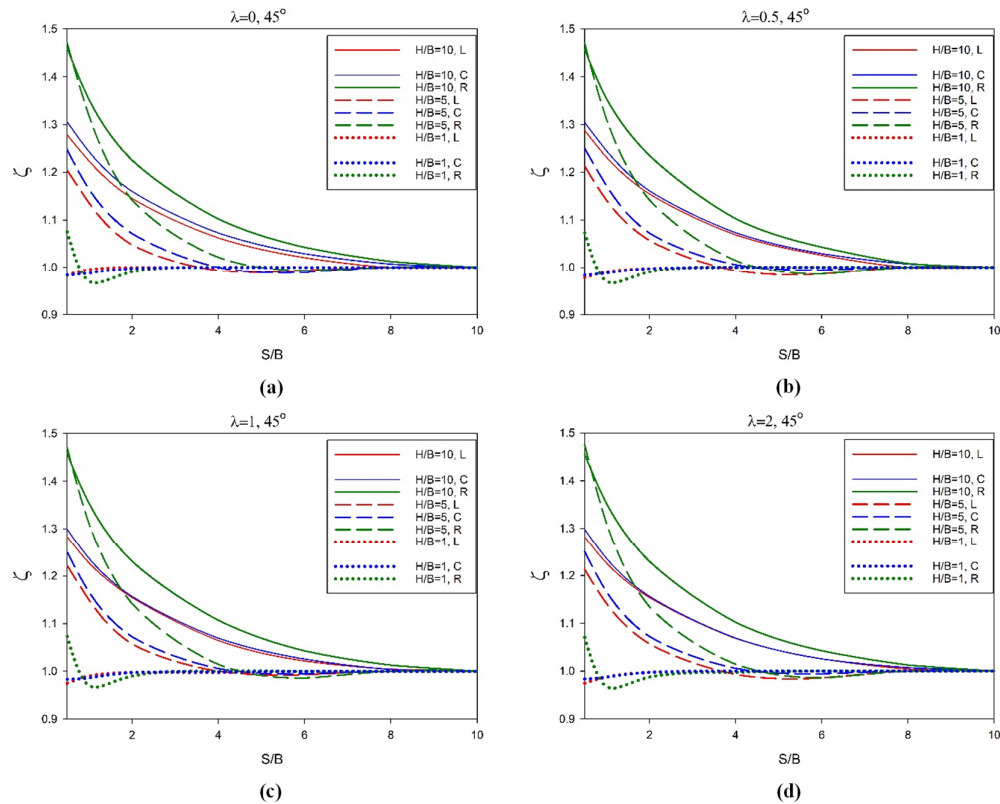 λ=0, 45°
1.5
1.4
1.3
1.2
1.1
1.0
0.9
ζ
2
4
6
8
10
S/B
H/B=10, L
H/B=10, C
H/B=10, R
H/B=5, L
H/B=5, C
H/B=5, R
H/B=1, L
H/B=1, C
H/B=1, R
(a)
λ=0.5, 45°
1.5
1.4
1.3
1.2
1.1
1.0
0.9
ζ
2
4
6
8
10
S/B
H/B=10, L
H/B=10, C
H/B=10, R
H/B=5, L
H/B=5, C
H/B=5, R
H/B=1, L
H/B=1, C
H/B=1, R
(b)
λ=1, 45°
1.5
1.4
1.3
1.2
1.1
1.0
0.9
ζ
2
4
6
8
10
S/B
H/B=10, L
H/B=10, C
H/B=10, R
H/B=5, L
H/B=5, C
H/B=5, R
H/B=1, L
H/B=1, C
H/B=1, R
(c)
λ=2, 45°
1.5
1.4
1.3
1.2
1.1
1.0
0.9
ζ
2
4
6
8
10
S/B
H/B=10, L
H/B=10, C
H/B=10, R
H/B=5, L
H/B=5, C
H/B=5, R
H/B=1, L
H/B=1, C
H/B=1, R
(d)